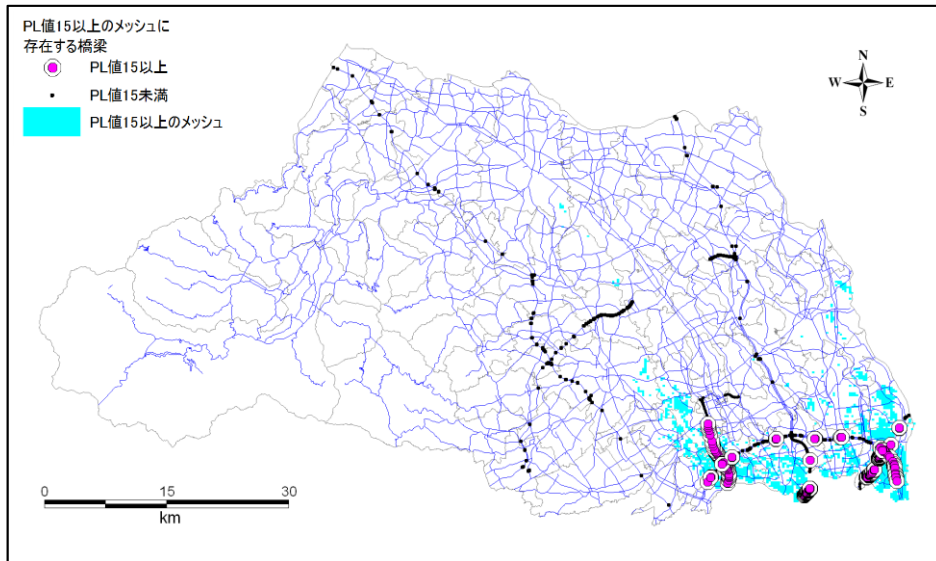 PL値15以上のメッシュに
存在する橋梁
PL値15以上
PL値15未満
PL値15以上のメッシュ
N
W E
S
0 15 30
km